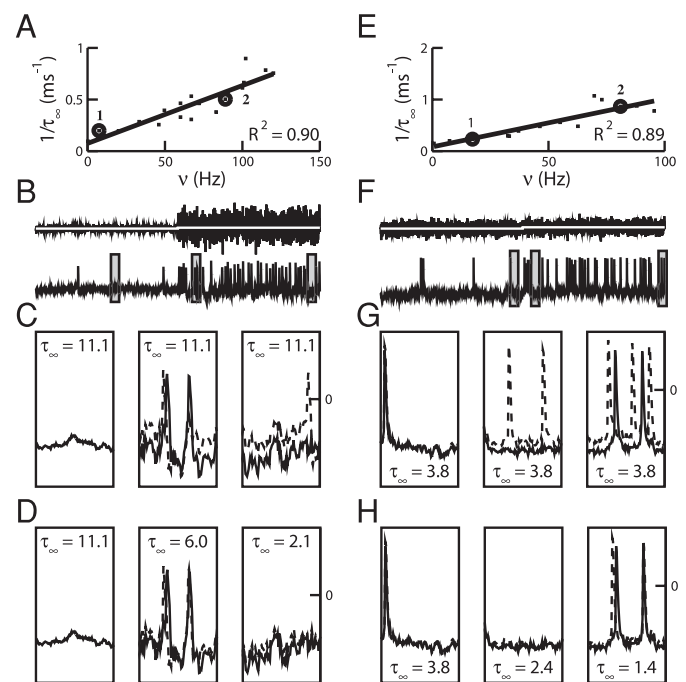 A
1/τ∞ (ms⁻¹)
1
0.5
0
1
2
R² = 0.90
0
50
100
150
ν (Hz)
E
1/τ∞ (ms⁻¹)
2
1
0
1
2
R² = 0.89
0
50
100
ν (Hz)
B
F
C
τ∞ = 11.1
τ∞ = 11.1
τ∞ = 11.1
0
G
τ∞ = 3.8
τ∞ = 3.8
τ∞ = 3.8
0
D
τ∞ = 11.1
τ∞ = 6.0
τ∞ = 2.1
0
H
τ∞ = 3.8
τ∞ = 2.4
τ∞ = 1.4
0